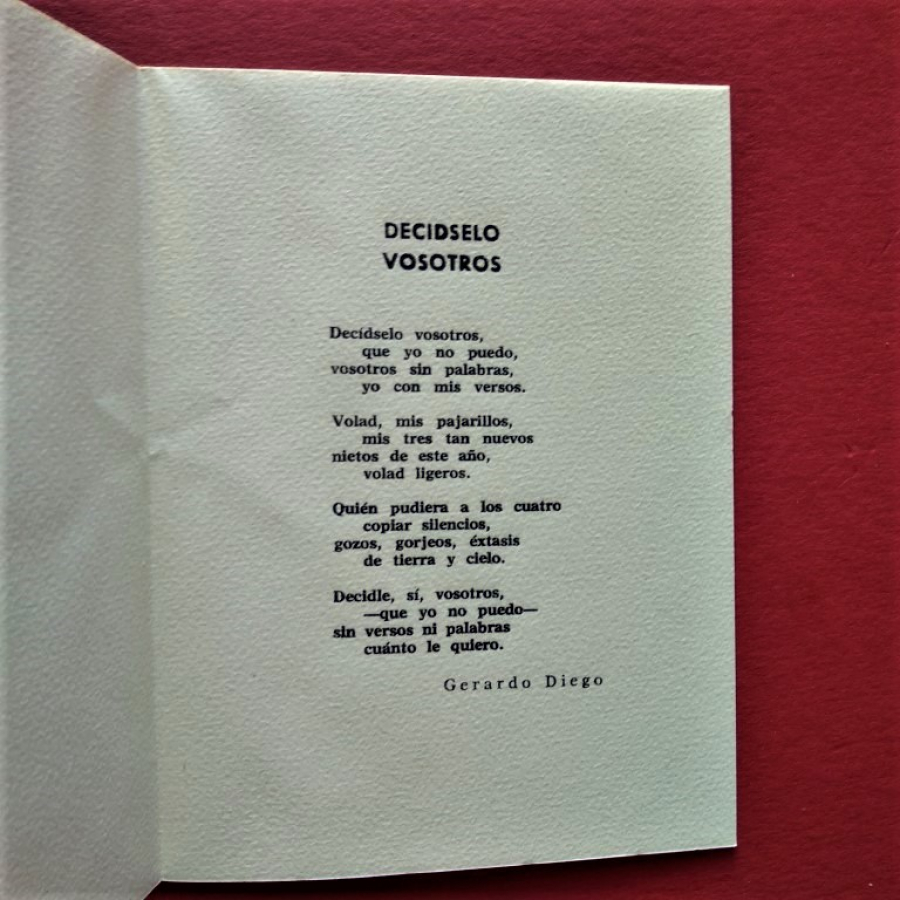 DECIDSELO
VOSOTROS
Decídselo vosotros,
que yo no puedo,
vosotros sin palabras,
yo con mis versos.
Volad, mis pajarillos,
mis tres tan nuevos
nietos de este año,
volad ligeros.
Quién pudiera a los cuatro
copiar silencios,
gozos, gorjeos, éxtasis
de tierra y cielo.
Decidle, sí, vosotros,
—que yo no puedo—
sin versos ni palabras
cuánto le quiero.
Gerardo Diego